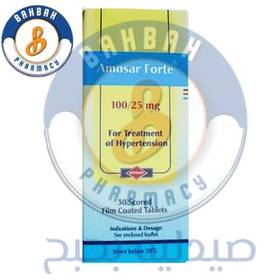 BAHBAH
PHARMACY
Amosar Forte
100/25 mg
For Treatment
of Hypertension
30 Scored
Film Coated Tablets
Indications & Dosage:
See enclosed leaflet
Store below 30°C
PHARMACY
صيدلية بحبح